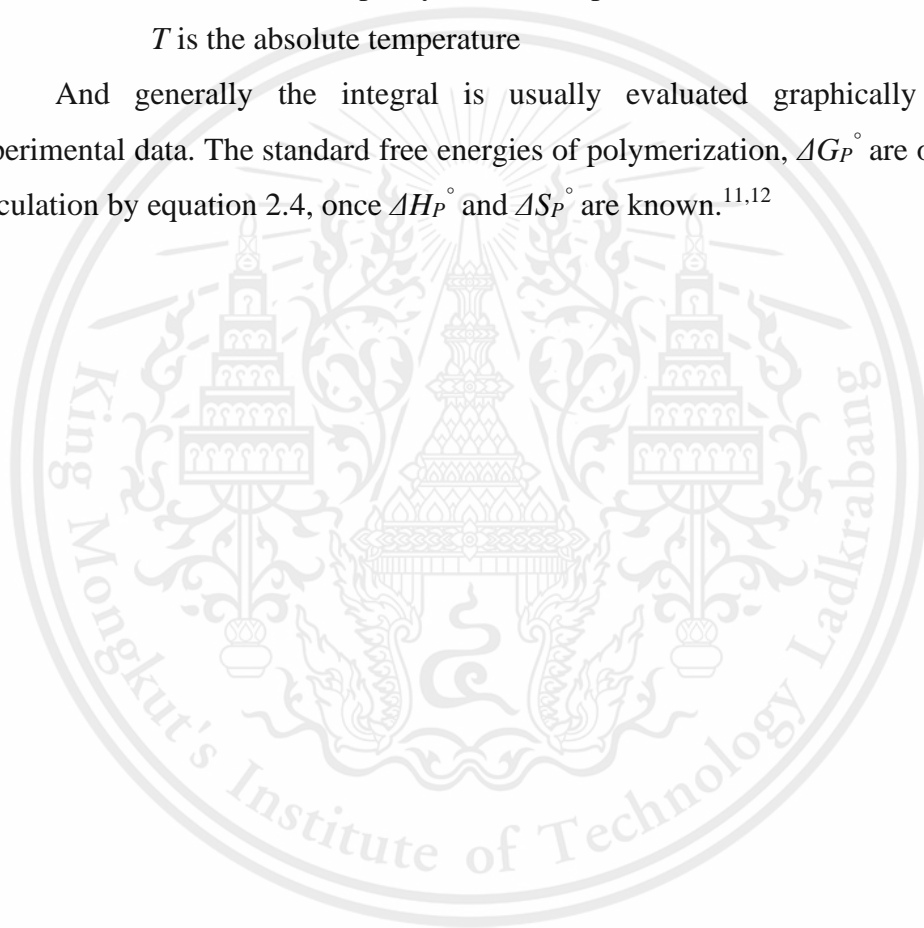 T is the absolute temperature
And generally the integral is usually evaluated graphically
perimental data. The standard free energies of polymerization, ΔGP° are o
culation by equation 2.4, once ΔHP° and ΔSP° are known.11,12
King Mongkut's Institute of Technology Ladkrabang